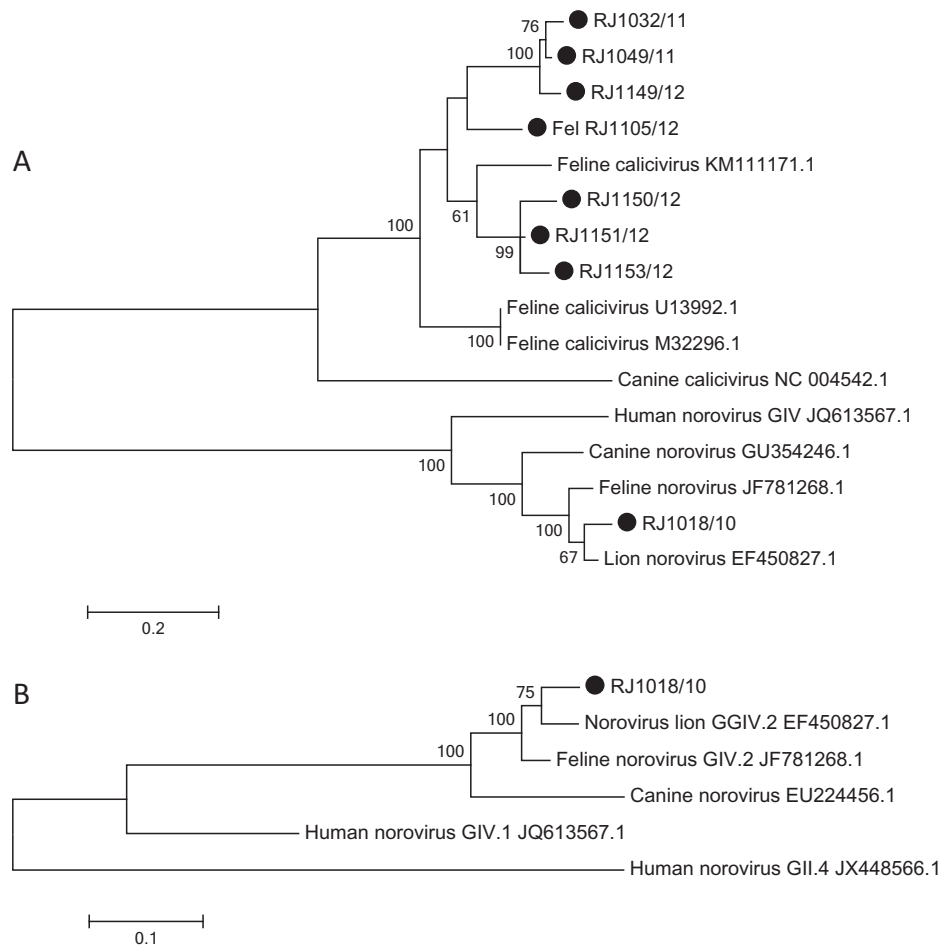 76
RJ1032/11
100
RJ1049/11
RJ1149/12
Fel RJ1105/12
A
Feline calicivirus KM111171.1
RJ1150/12
61
100
RJ1151/12
99
RJ1153/12
Feline calicivirus U13992.1
100
Feline calicivirus M32296.1
Canine calicivirus NC 004542.1
Human norovirus GIV JQ613567.1
100
Canine norovirus GU354246.1
100
Feline norovirus JF781268.1
100
RJ1018/10
67
Lion norovirus EF450827.1
0.2
B
75
RJ1018/10
100
Norovirus lion GGIV.2 EF450827.1
100
Feline norovirus GIV.2 JF781268.1
Canine norovirus EU224456.1
Human norovirus GIV.1 JQ613567.1
Human norovirus GII.4 JX448566.1
0.1